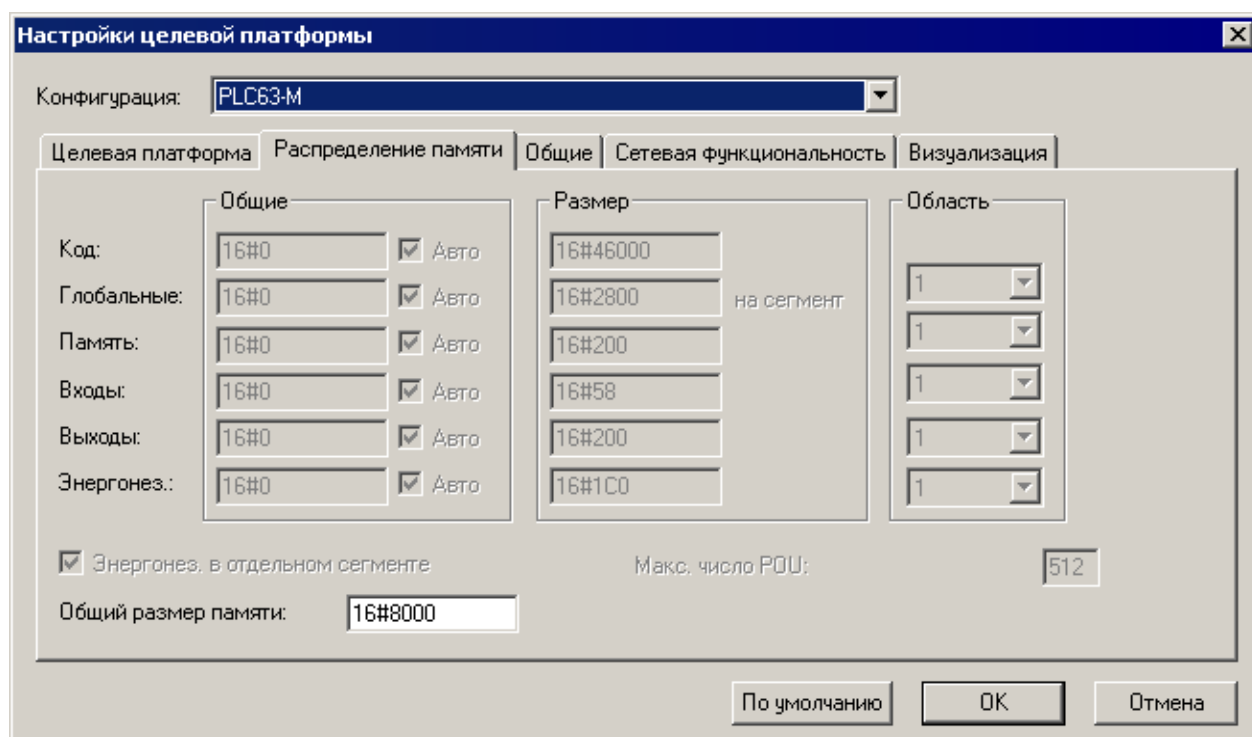 Настройки целевой платформы
Конфигурация: PLC63-M
Целевая платформа Распределение памяти Общие Сетевая функциональность Визуализация
Общие Размер Область
Код: 16#0 Авто 16#46000
Глобальные: 16#0 Авто 16#2800 на сегмент 1
Память: 16#0 Авто 16#200 1
Входы: 16#0 Авто 16#58 1
Выходы: 16#0 Авто 16#200 1
Энергонез.: 16#0 Авто 16#1C0 1
Энергонез. в отдельном сегменте Макс. число POU: 512
Общий размер памяти: 16#8000
По умолчанию OK Отмена